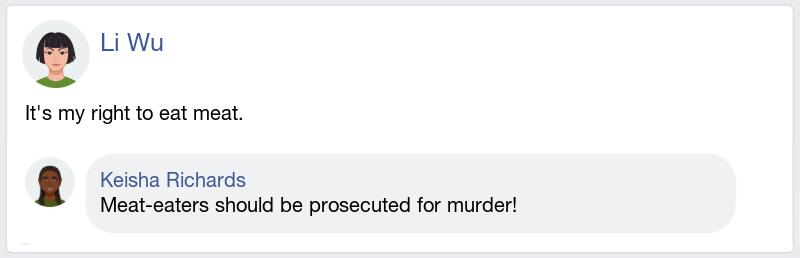 Li Wu
It's my right to eat meat.
Keisha Richards
Meat-eaters should be prosecuted for murder!